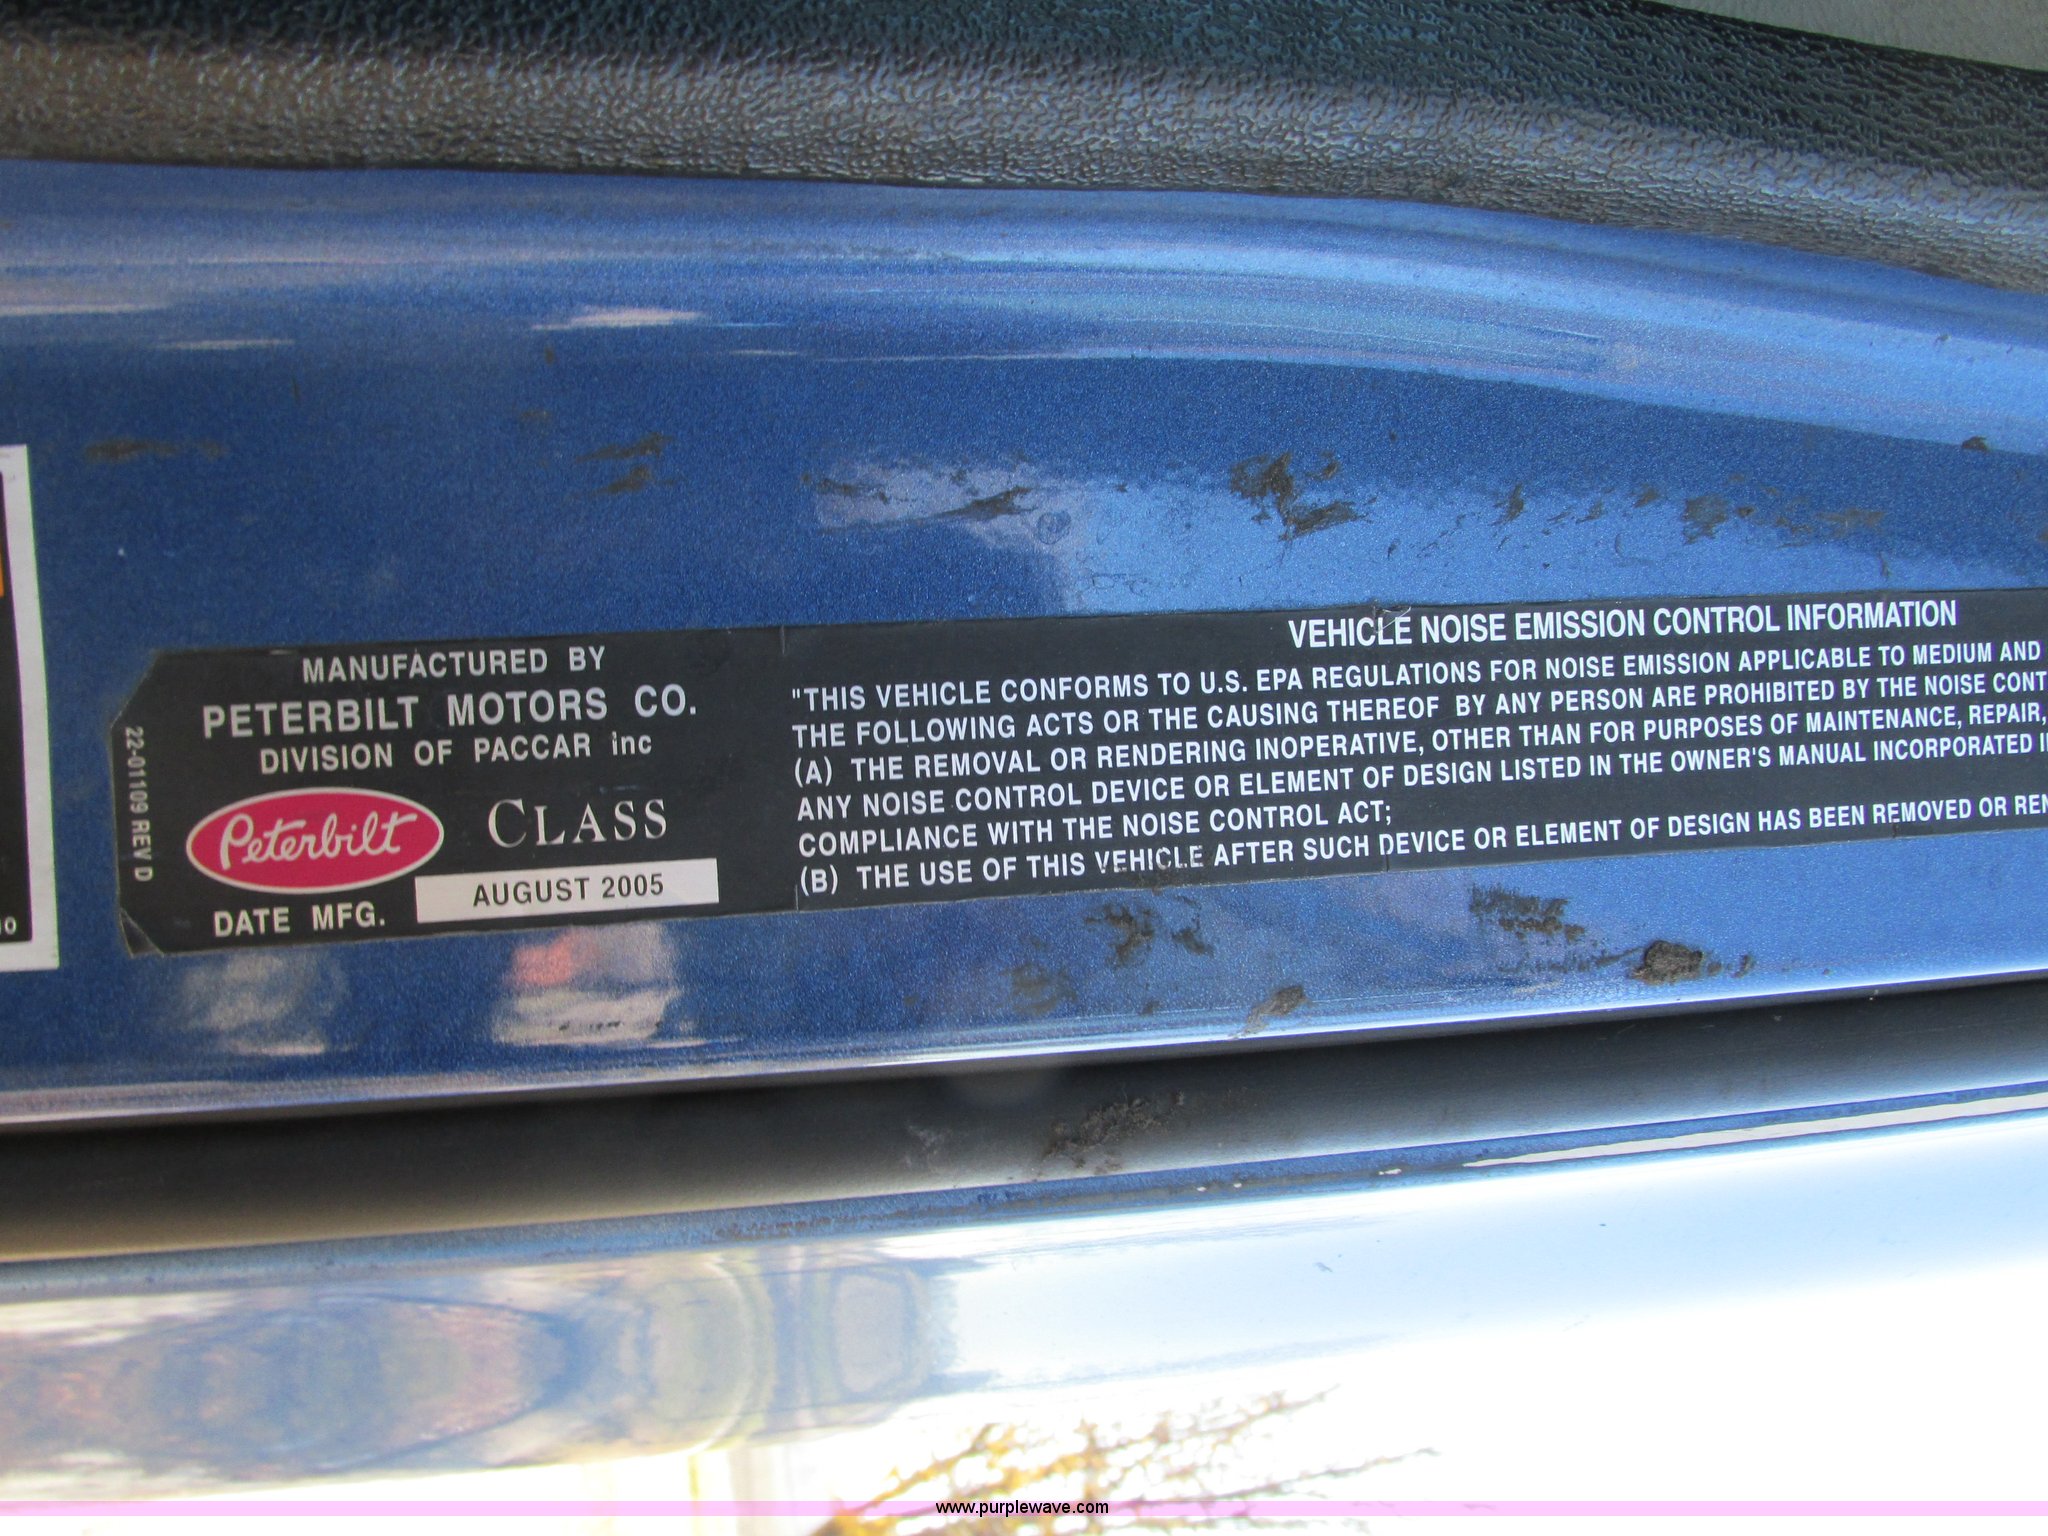 MANUFACTURED BY
PETERBILT MOTORS CO.
DIVISION OF PACCAR inc
Peterbilt CLASS
DATE MFG. AUGUST 2005
22-01109 REV D
VEHICLE NOISE EMISSION CONTROL INFORMATION
"THIS VEHICLE CONFORMS TO U.S. EPA REGULATIONS FOR NOISE EMISSION APPLICABLE TO MEDIUM AND
THE FOLLOWING ACTS OR THE CAUSING THEREOF BY ANY PERSON ARE PROHIBITED BY THE NOISE CONT
(A) THE REMOVAL OR RENDERING INOPERATIVE, OTHER THAN FOR PURPOSES OF MAINTENANCE, REPAIR,
ANY NOISE CONTROL DEVICE OR ELEMENT OF DESIGN LISTED IN THE OWNER'S MANUAL INCORPORATED I
COMPLIANCE WITH THE NOISE CONTROL ACT;
(B) THE USE OF THIS VEHICLE AFTER SUCH DEVICE OR ELEMENT OF DESIGN HAS BEEN REMOVED OR REN
www.purplewave.com